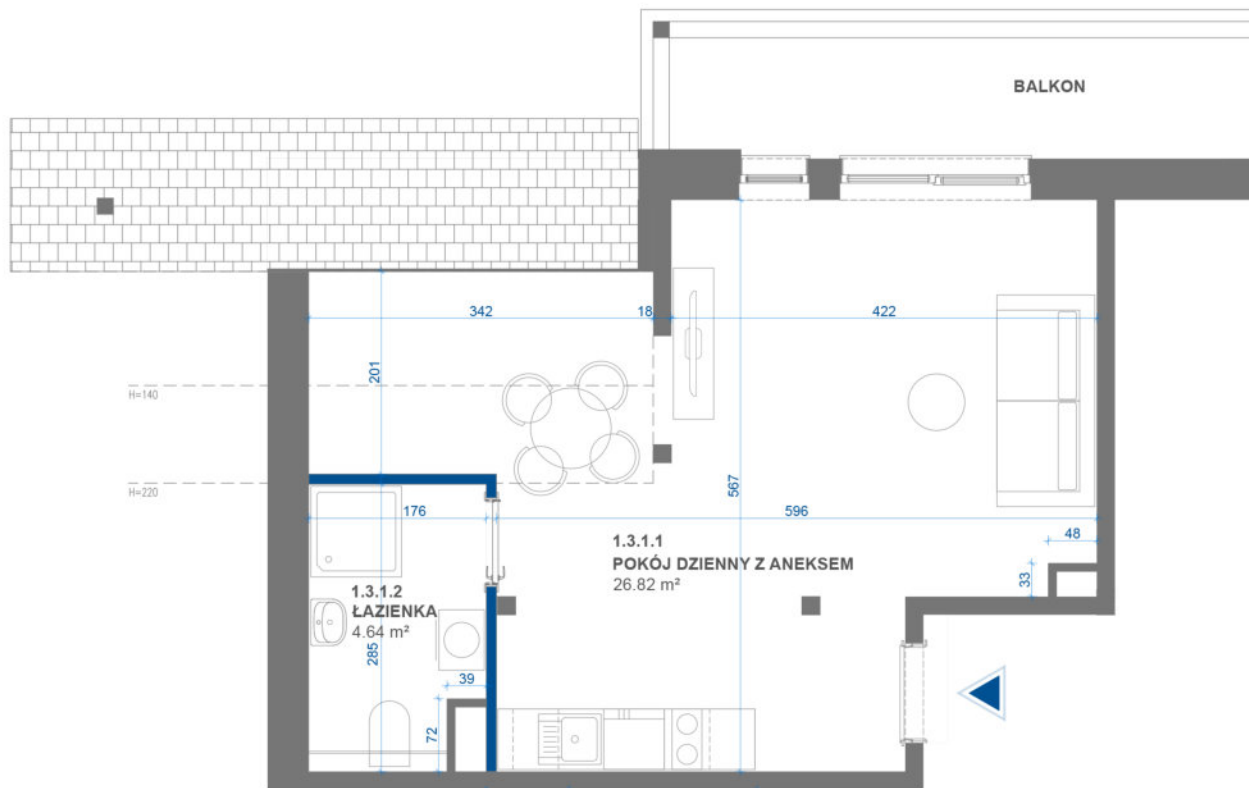 BALKON
342
18
422
201
H=140
H=220
567
176
596
48
1.3.1.1
POKÓJ DZIENNY Z ANEKSEM
26.82 m²
33
1.3.1.2
ŁAZIENKA
4.64 m²
285
39
72